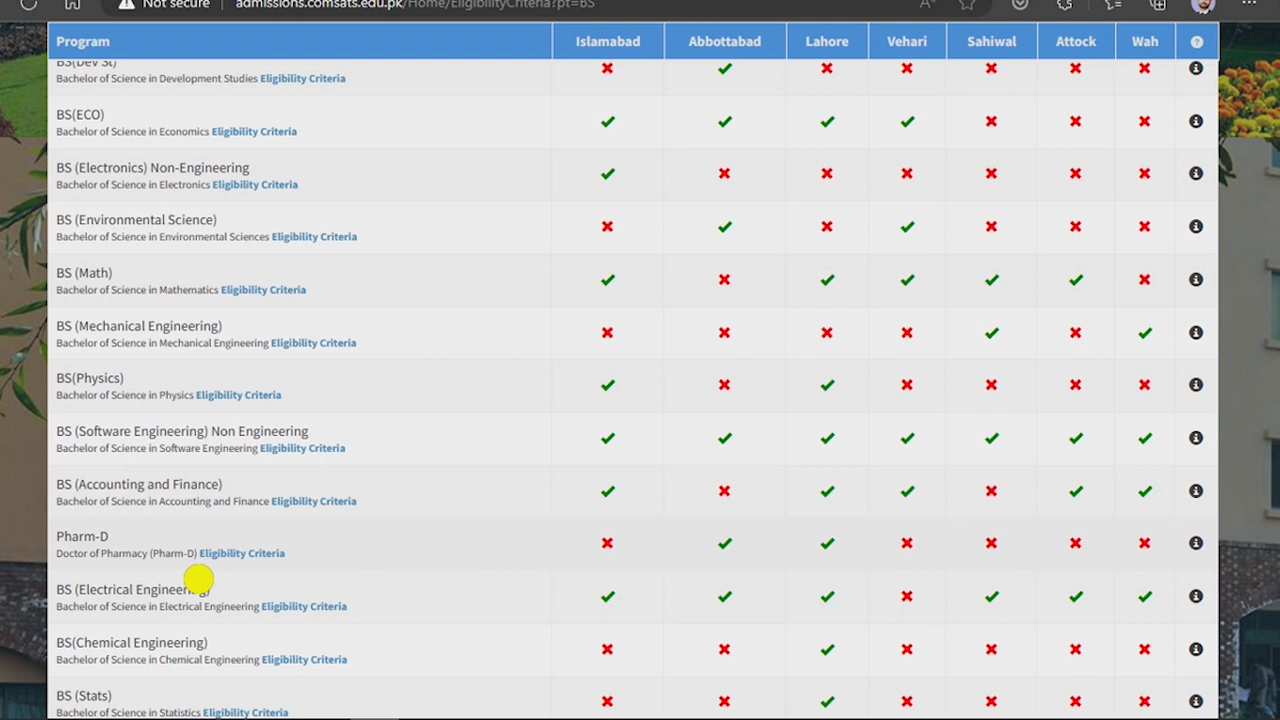 Not secure admissions.comsats.edu.pk/Home/EligibilityCriteria?pt=BS
Program Islamabad Abbottabad Lahore Vehari Sahiwal Attock Wah
BS(Dev St)
Bachelor of Science in Development Studies Eligibility Criteria
BS(ECO)
Bachelor of Science in Economics Eligibility Criteria
BS (Electronics) Non-Engineering
Bachelor of Science in Electronics Eligibility Criteria
BS (Environmental Science)
Bachelor of Science in Environmental Sciences Eligibility Criteria
BS (Math)
Bachelor of Science in Mathematics Eligibility Criteria
BS (Mechanical Engineering)
Bachelor of Science in Mechanical Engineering Eligibility Criteria
BS(Physics)
Bachelor of Science in Physics Eligibility Criteria
BS (Software Engineering) Non Engineering
Bachelor of Science in Software Engineering Eligibility Criteria
BS (Accounting and Finance)
Bachelor of Science in Accounting and Finance Eligibility Criteria
Pharm-D
Doctor of Pharmacy (Pharm-D) Eligibility Criteria
BS (Electrical Engineering)
Bachelor of Science in Electrical Engineering Eligibility Criteria
BS(Chemical Engineering)
Bachelor of Science in Chemical Engineering Eligibility Criteria
BS (Stats)
Bachelor of Science in Statistics Eligibility Criteria